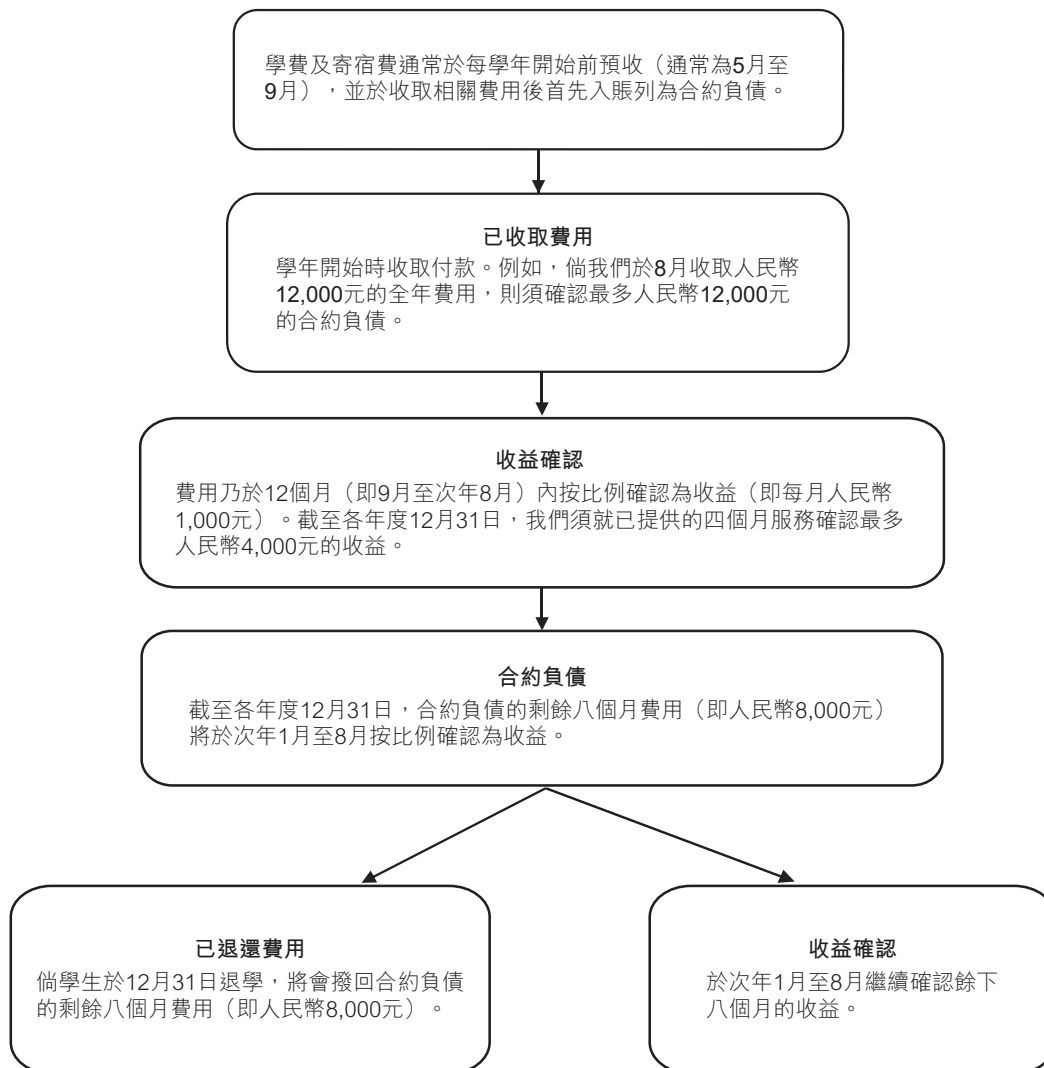 學費及寄宿費通常於每學年開始前預收（通常為5月至
9月），並於收取相關費用後首先入賬列為合約負債。
已收取費用
學年開始時收取付款。例如，倘我們於8月收取人民幣
12,000元的全年費用，則須確認最多人民幣12,000元
的合約負債。
收益確認
費用乃於12個月（即9月至次年8月）內按比例確認為收益（即每月人民幣
1,000元）。截至各年度12月31日，我們須就已提供的四個月服務確認最多
人民幣4,000元的收益。
合約負債
截至各年度12月31日，合約負債的剩餘八個月費用（即人民幣8,000元）
將於次年1月至8月按比例確認為收益。
已退還費用
倘學生於12月31日退學，將會撥回合約負債
的剩餘八個月費用（即人民幣8,000元）。
收益確認
於次年1月至8月繼續確認餘下
八個月的收益。